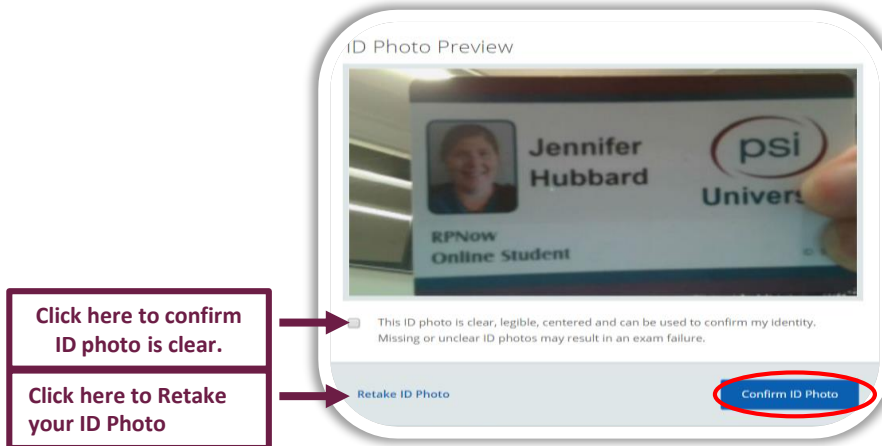 ID Photo Preview
Jennifer
Hubbard
psi
RPNow
Online Student
Click here to confirm
ID photo is clear.
This ID photo is clear, legible, centered and can be used to confirm my identity.
Missing or unclear ID photos may result in an exam failure.
Click here to Retake
your ID Photo
Retake ID Photo
Confirm ID Photo